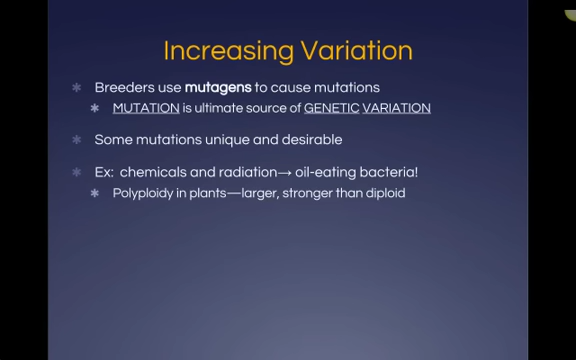 Increasing Variation
Breeders use mutagens to cause mutations
MUTATION is ultimate source of GENETIC VARIATION
Some mutations unique and desirable
Ex: chemicals and radiation→ oil-eating bacteria!
Polyploidy in plants—larger, stronger than diploid